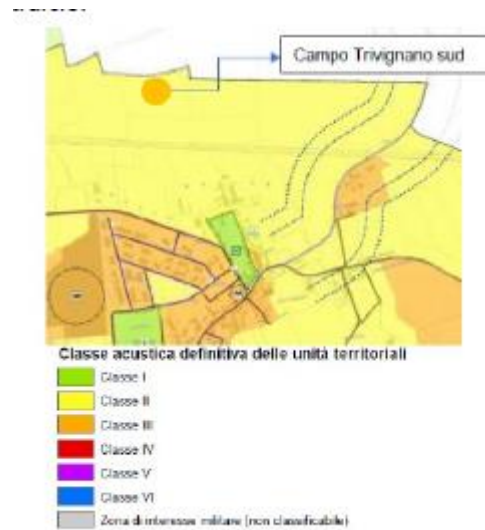 Campo Trivignano sud
Classe acustica definitiva delle unità territoriali
Classe I
Classe II
Classe III
Classe IV
Classe V
Classe VI
Zona di interesse militare (non classificabile)